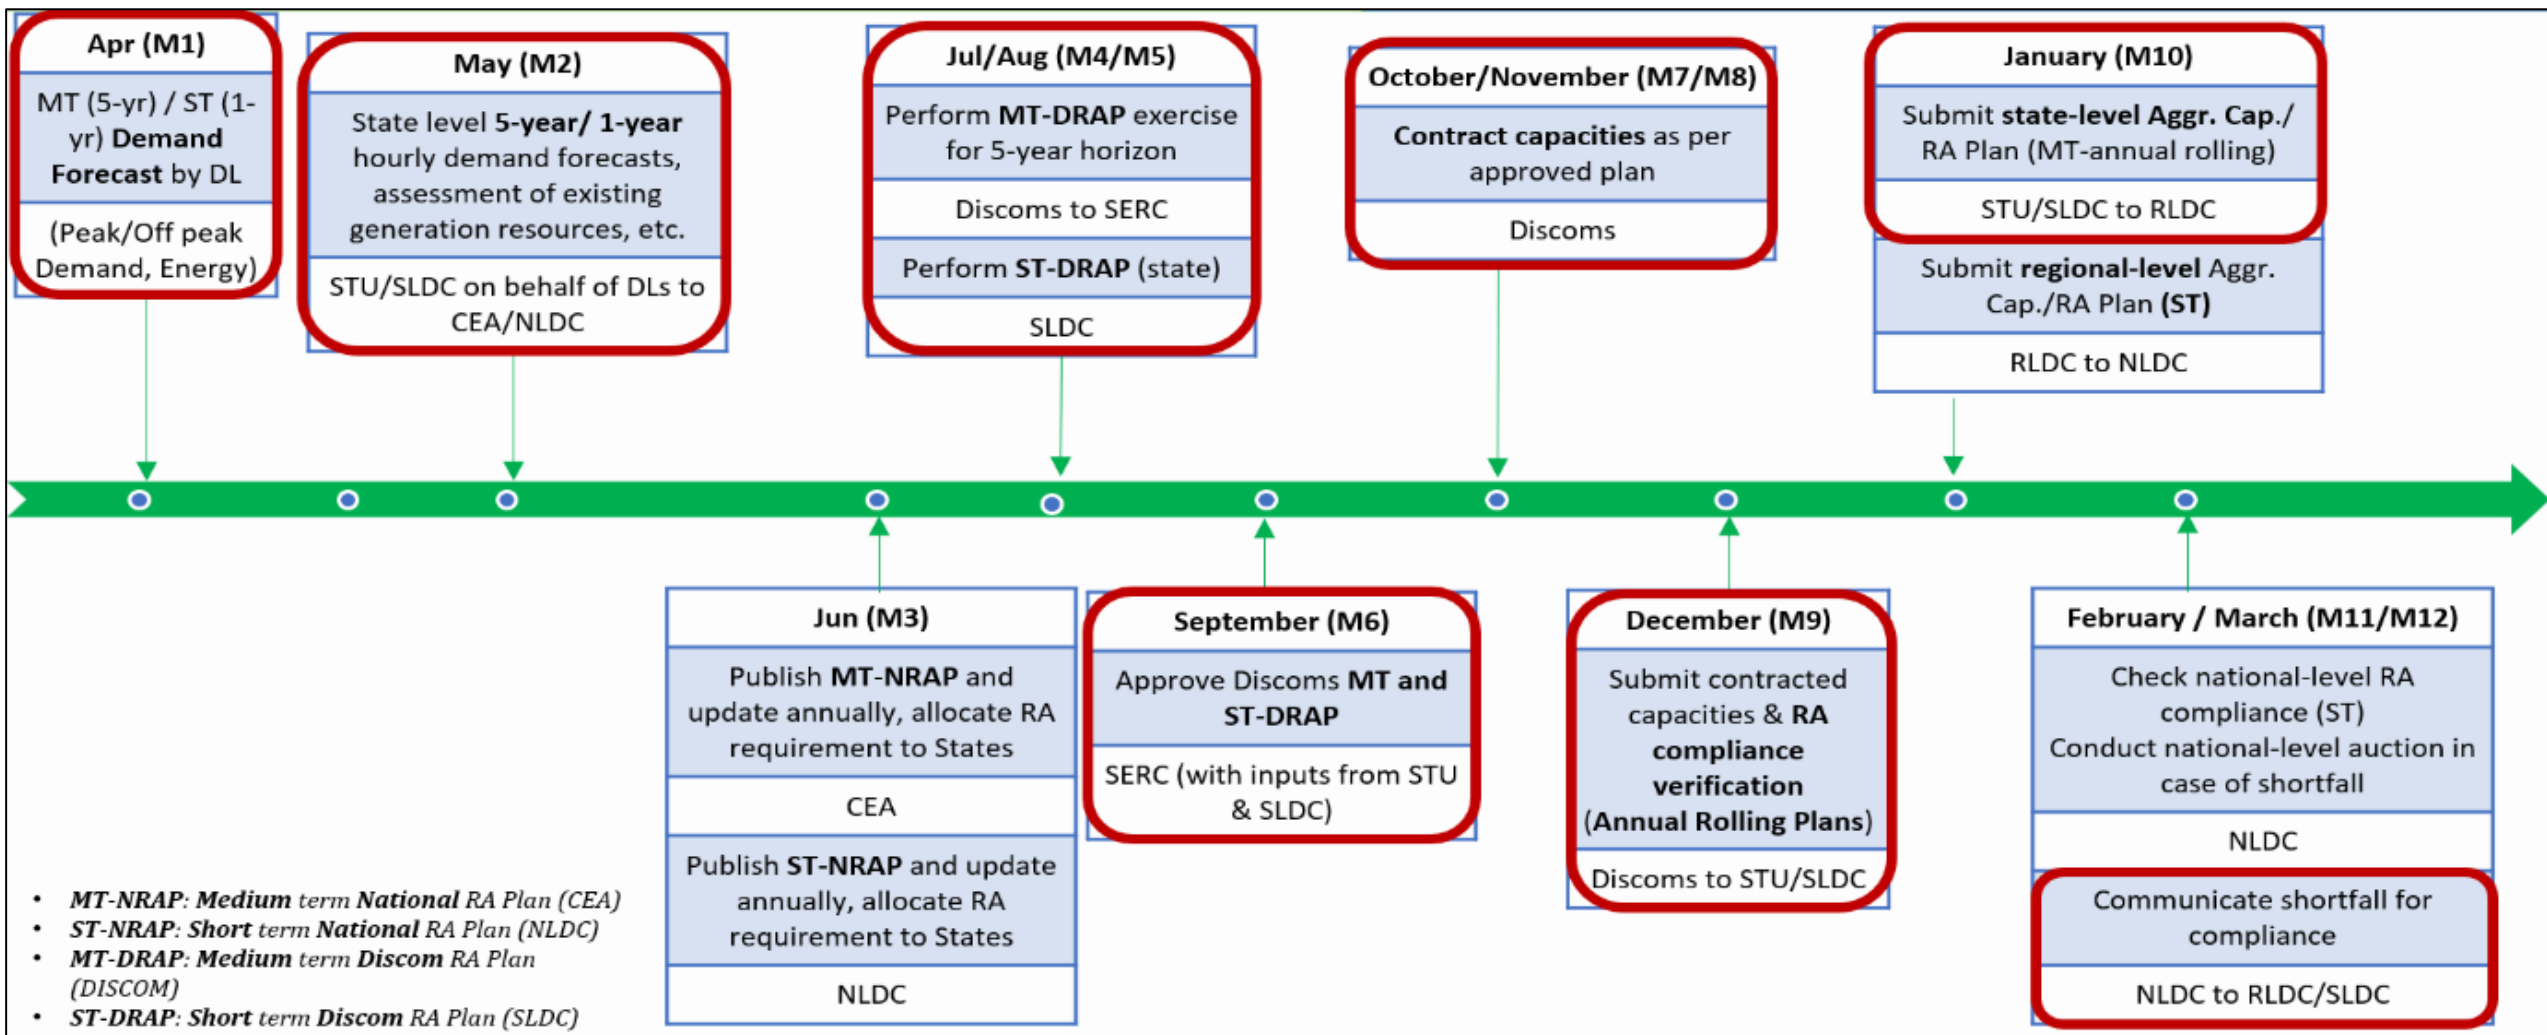 Apr (M1)
MT (5-yr) / ST (1-
yr) Demand
Forecast by DL
(Peak/Off peak
Demand, Energy)
May (M2)
State level 5-year/ 1-year
hourly demand forecasts,
assessment of existing
generation resources, etc.
STU/SLDC on behalf of DLs to
CEA/NLDC
Jul/Aug (M4/M5)
Perform MT-DRAP exercise
for 5-year horizon
Discoms to SERC
Perform ST-DRAP (state)
SLDC
October/November (M7/M8)
Contract capacities as per
approved plan
Discoms
January (M10)
Submit state-level Aggr. Cap./
RA Plan (MT-annual rolling)
STU/SLDC to RLDC
Submit regional-level Aggr.
Cap./RA Plan (ST)
RLDC to NLDC
Jun (M3)
Publish MT-NRAP and
update annually, allocate RA
requirement to States
CEA
Publish ST-NRAP and update
annually, allocate RA
requirement to States
NLDC
September (M6)
Approve Discoms MT and
ST-DRAP
SERC (with inputs from STU
& SLDC)
December (M9)
Submit contracted
capacities & RA
compliance
verification
(Annual Rolling Plans)
Discoms to STU/SLDC
February / March (M11/M12)
Check national-level RA
compliance (ST)
Conduct national-level auction in
case of shortfall
NLDC
Communicate shortfall for
compliance
NLDC to RLDC/SLDC
• MT-NRAP: Medium term National RA Plan (CEA)
• ST-NRAP: Short term National RA Plan (NLDC)
• MT-DRAP: Medium term Discom RA Plan
(DISCOM)
• ST-DRAP: Short term Discom RA Plan (SLDC)